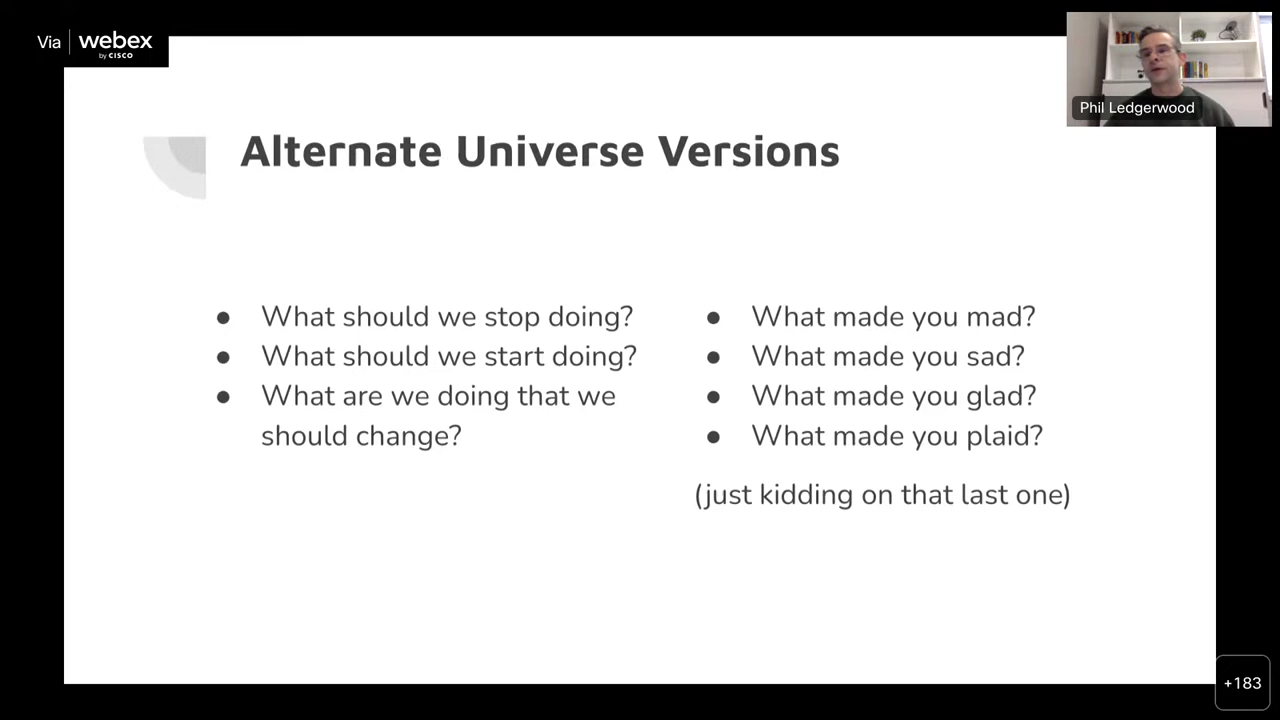 Via webex
by CISCO
Phil Ledgerwood
Alternate Universe Versions
● What should we stop doing?
● What should we start doing?
● What are we doing that we
should change?
● What made you mad?
● What made you sad?
● What made you glad?
● What made you plaid?
(just kidding on that last one)
+183